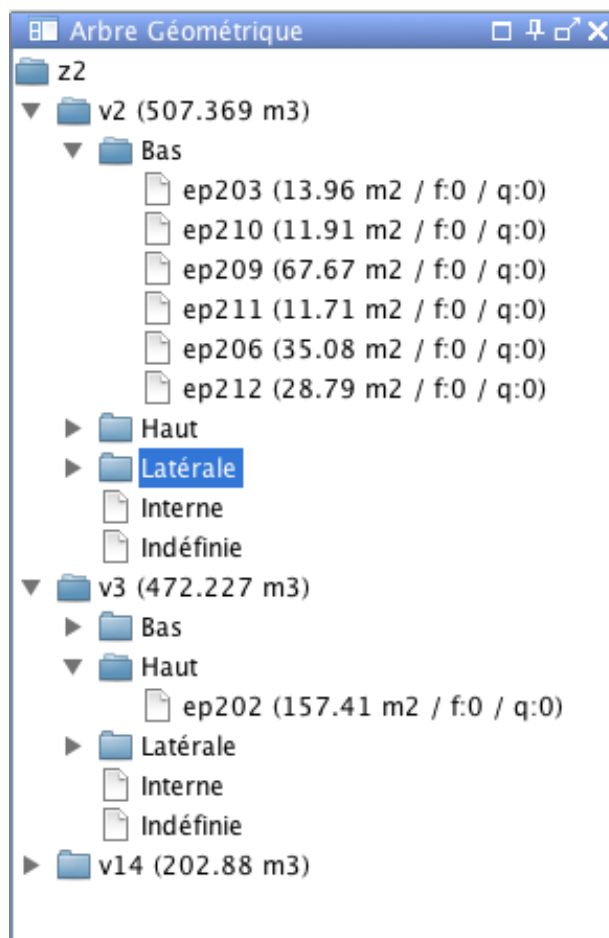 Arbre Géométrique
z2
v2 (507.369 m3)
Bas
ep203 (13.96 m2 / f:0 / q:0)
ep210 (11.91 m2 / f:0 / q:0)
ep209 (67.67 m2 / f:0 / q:0)
ep211 (11.71 m2 / f:0 / q:0)
ep206 (35.08 m2 / f:0 / q:0)
ep212 (28.79 m2 / f:0 / q:0)
Haut
Latérale
Interne
Indéfinie
v3 (472.227 m3)
Bas
Haut
ep202 (157.41 m2 / f:0 / q:0)
Latérale
Interne
Indéfinie
v14 (202.88 m3)